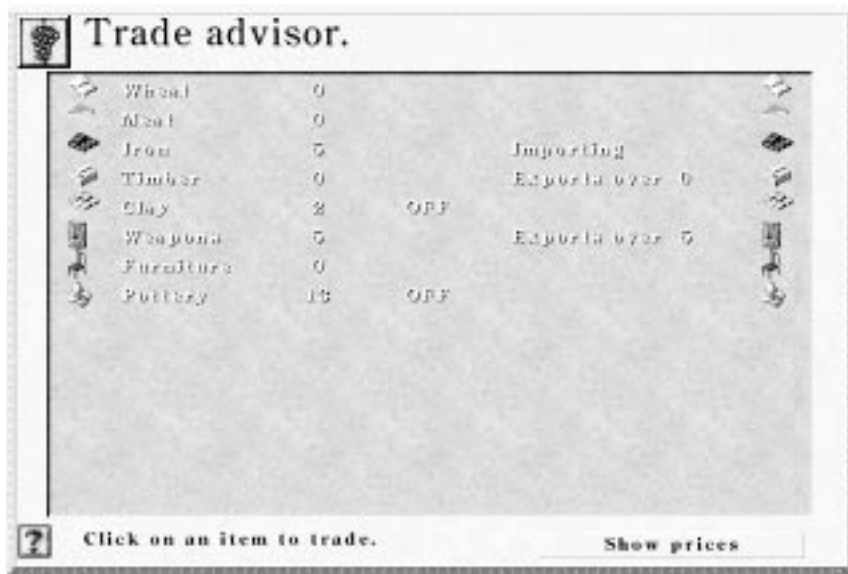 Trade advisor.
Wheat 0
Meat 0
Iron 5 Importing
Timber 0 Exports over 0
Clay 2 OFF
Weapons 5 Exports over 5
Furniture 0
Pottery 13 OFF
? Click on an item to trade. Show prices